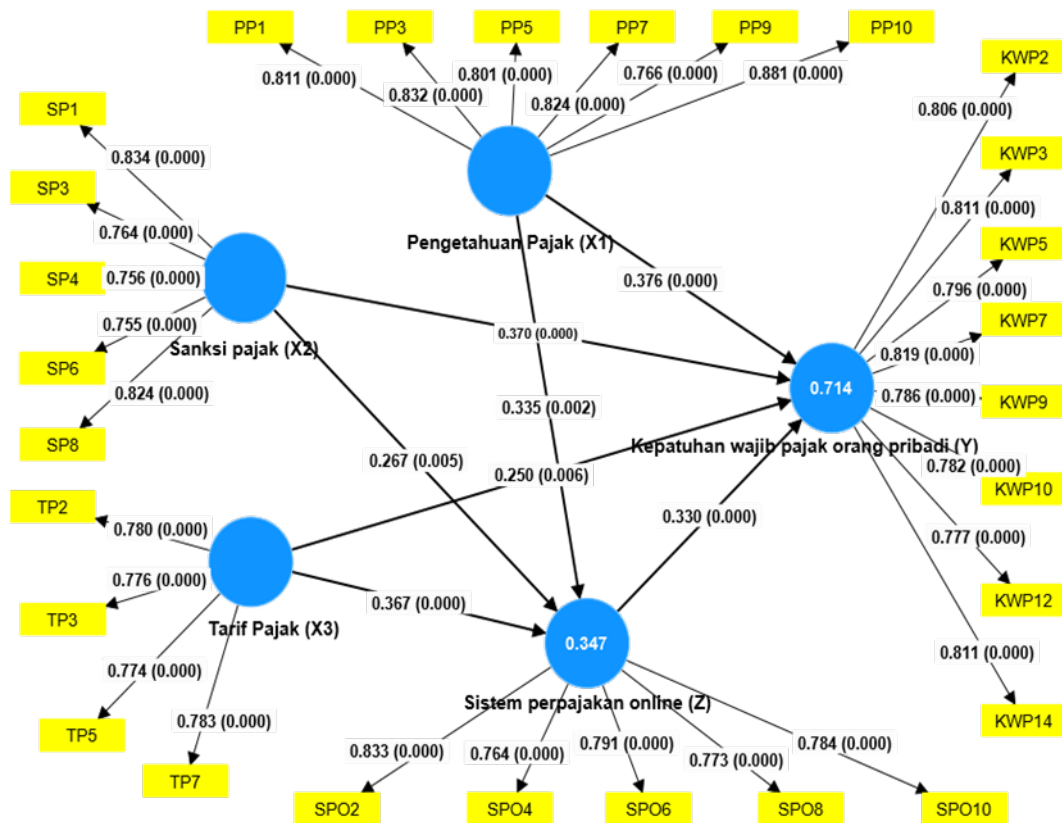 PP1
PP3
PP5
PP7
PP9
PP10
KWP2
0.811 (0.000)
0.832 (0.000)
0.801 (0.000)
0.824 (0.000)
0.766 (0.000)
0.881 (0.000)
0.806 (0.000)
SP1
0.834 (0.000)
KWP3
SP3
0.764 (0.000)
0.811 (0.000)
Pengetahuan Pajak (X1)
KWP5
SP4
0.756 (0.000)
0.376 (0.000)
0.796 (0.000)
KWP7
0.755 (0.000)
0.370 (0.000)
Sanksi pajak (X2)
0.819 (0.000)
SP6
0.824 (0.000)
0.335 (0.002)
0.714
0.786 (0.000)
KWP9
SP8
Kepatuhan wajib pajak orang pribadi (Y)
0.267 (0.005)
0.250 (0.006)
0.782 (0.000)
KWP10
TP2
0.780 (0.000)
0.330 (0.000)
0.777 (0.000)
0.776 (0.000)
0.367 (0.000)
KWP12
TP3
Tarif Pajak (X3)
0.347
0.774 (0.000)
0.811 (0.000)
Sistem perpajakan online (Z)
0.783 (0.000)
KWP14
TP5
0.833 (0.000)
0.764 (0.000)
0.791 (0.000)
0.773 (0.000)
0.784 (0.000)
TP7
SPO2
SPO4
SPO6
SPO8
SPO10